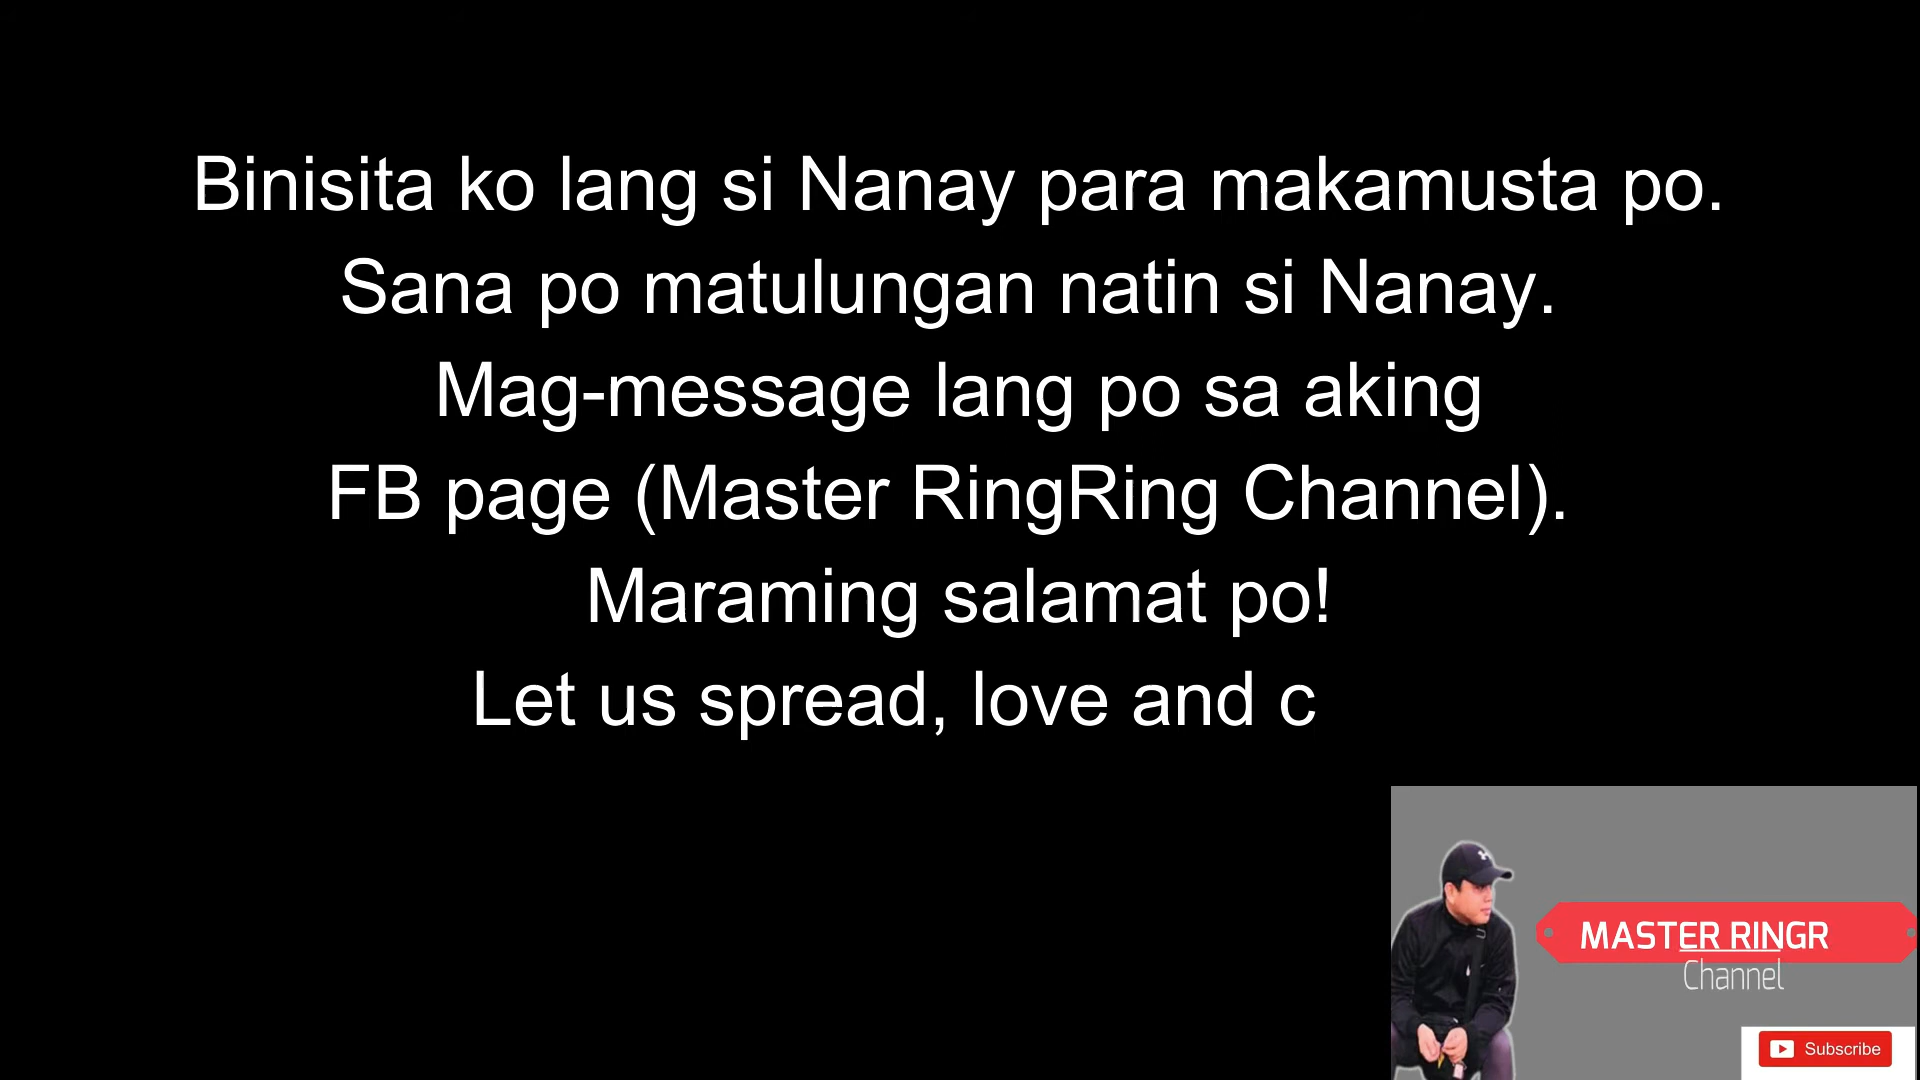 Binisita ko lang si Nanay para makamusta po.
Sana po matulungan natin si Nanay.
Mag-message lang po sa aking
FB page (Master RingRing Channel).
Maraming salamat po!
Let us spread, love and c
MASTER RINGR
Channel
Subscribe